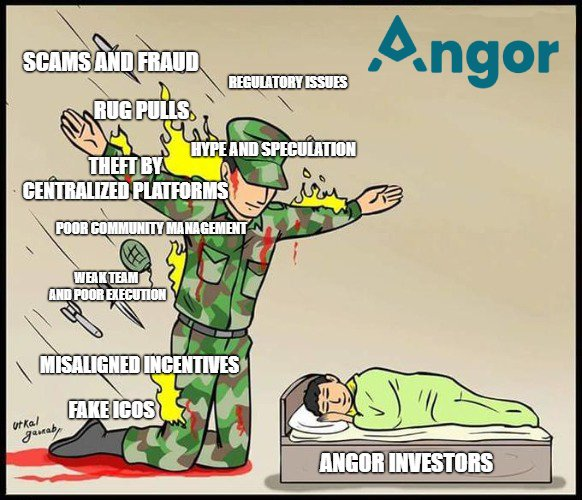 Angor
SCAMS AND FRAUD
REGULATORY ISSUES
RUG PULLS
HYPE AND SPECULATION
THEFT BY
CENTRALIZED PLATFORMS
POOR COMMUNITY MANAGEMENT
WEAK TEAM
AND POOR EXECUTION
MISALIGNED INCENTIVES
FAKE ICOS
utkal
ANGOR INVESTORS